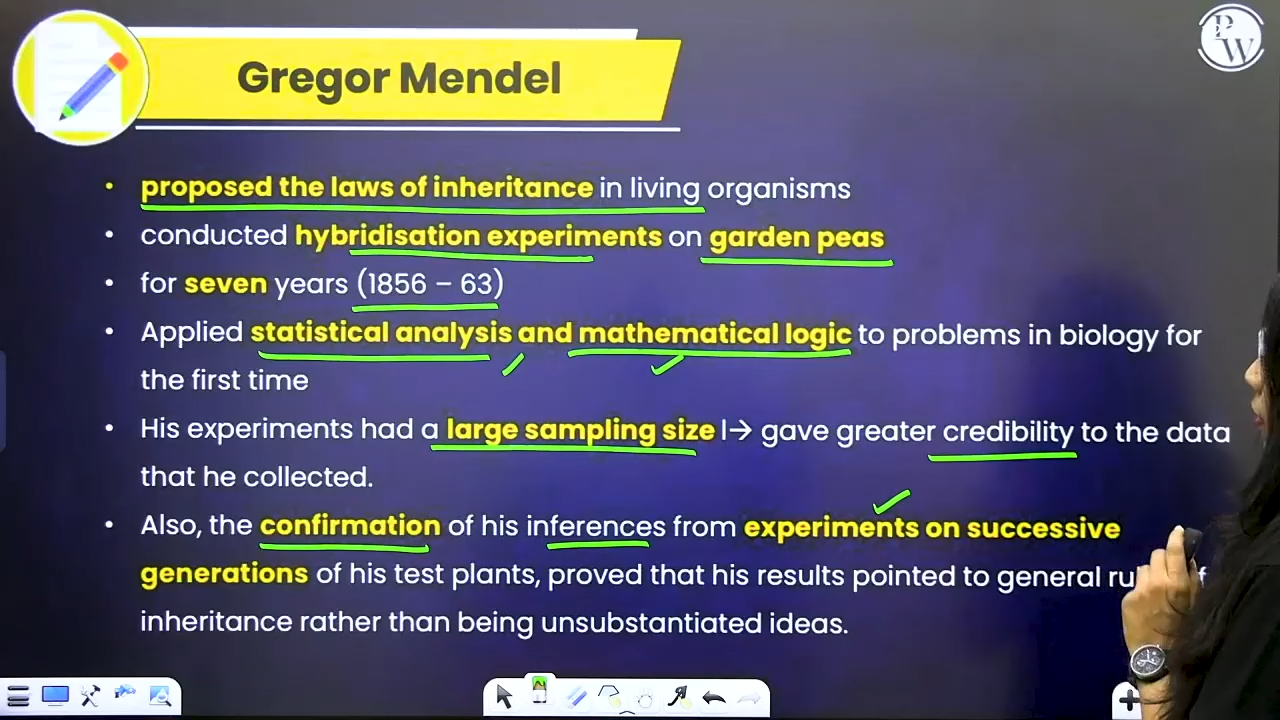 PW
Gregor Mendel
• proposed the laws of inheritance in living organisms
• conducted hybridisation experiments on garden peas
• for seven years (1856 – 63)
• Applied statistical analysis and mathematical logic to problems in biology for
the first time
• His experiments had a large sampling size l→ gave greater credibility to the data
that he collected.
• Also, the confirmation of his inferences from experiments on successive
generations of his test plants, proved that his results pointed to general
inheritance rather than being unsubstantiated ideas.